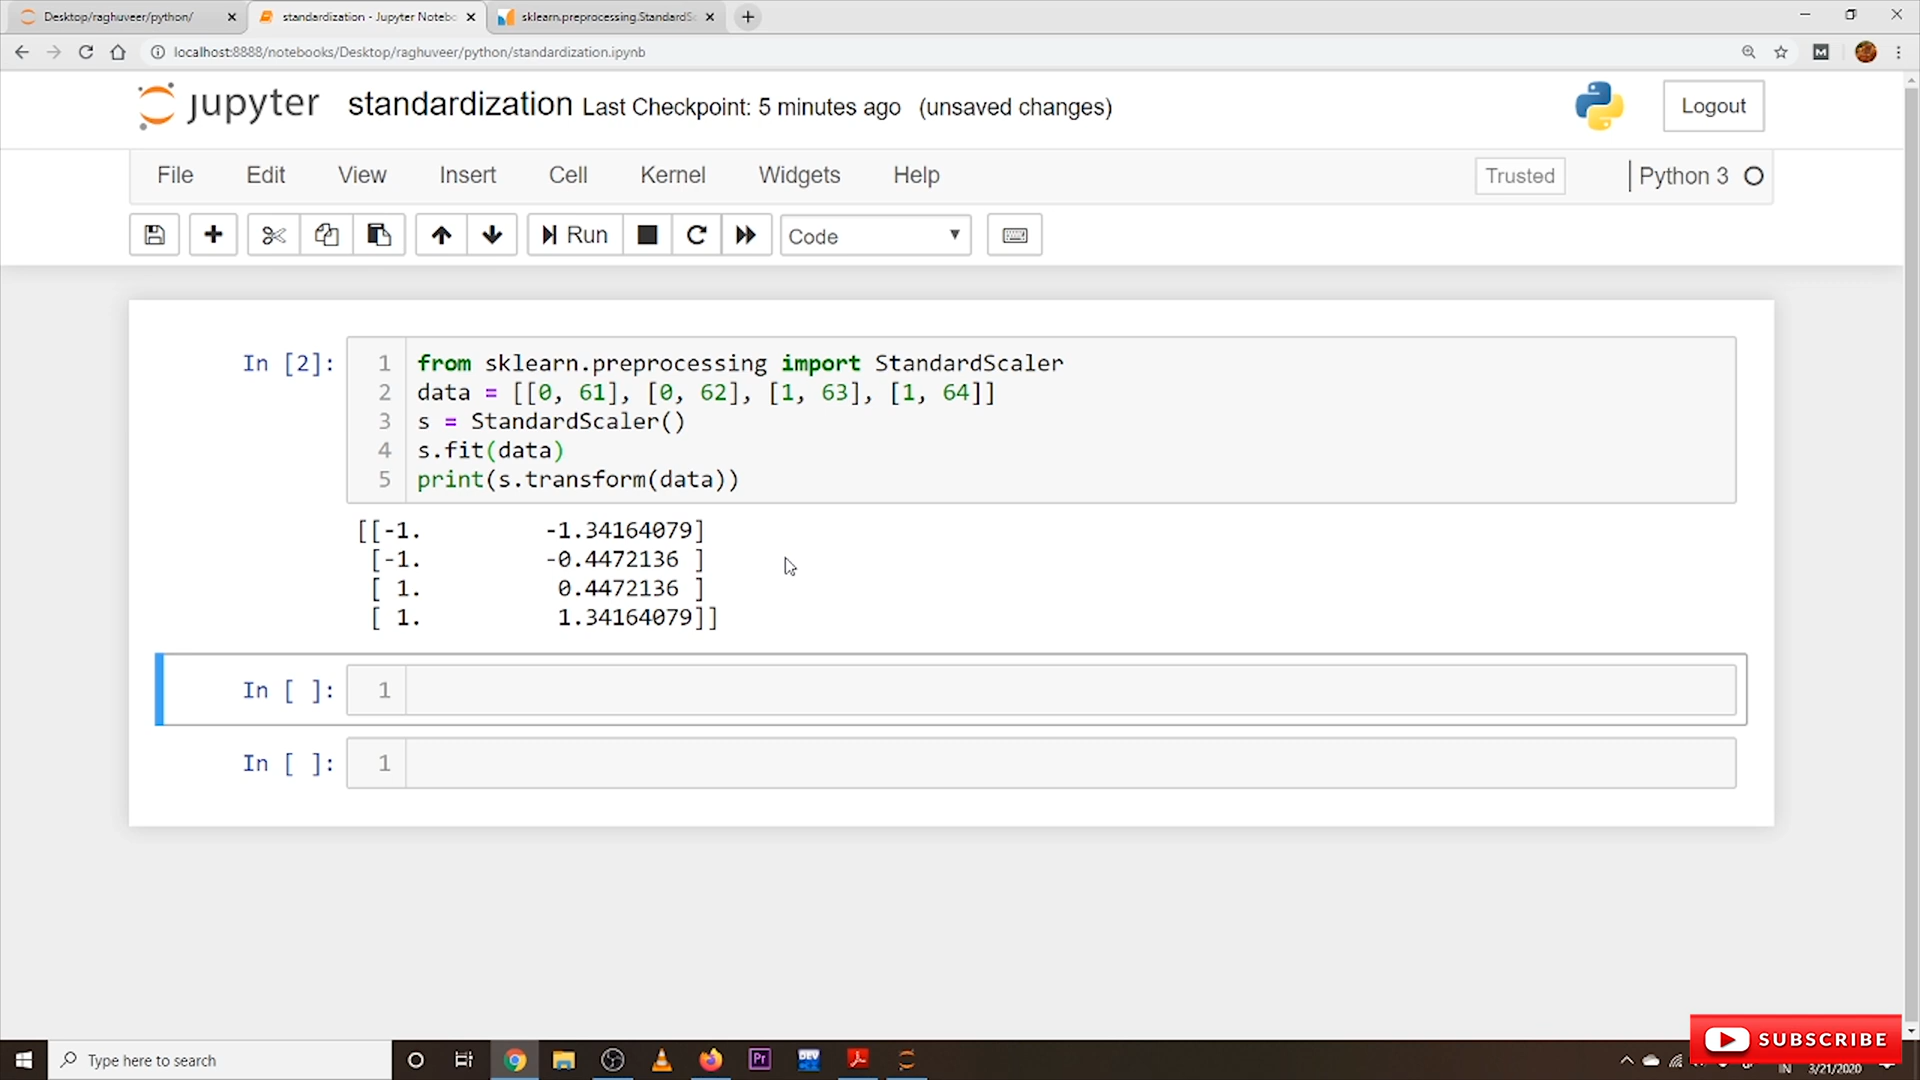 Desktop/raghuveer/python/
standardization - Jupyter Notebo
sklearn.preprocessing.StandardSc
localhost:8888/notebooks/Desktop/raghuveer/python/standardization.ipynb
jupyter standardization Last Checkpoint: 5 minutes ago (unsaved changes)
Logout
File Edit View Insert Cell Kernel Widgets Help
Trusted
Python 3
Run
Code
In [2]:
1 from sklearn.preprocessing import StandardScaler
2 data = [[0, 61], [0, 62], [1, 63], [1, 64]]
3 s = StandardScaler()
4 s.fit(data)
5 print(s.transform(data))
[[-1.         -1.34164079]
 [-1.         -0.4472136 ]
 [ 1.          0.4472136 ]
 [ 1.          1.34164079]]
In [ ]: 1
In [ ]: 1
SUBSCRIBE
Type here to search
Pr
DEV
IN
3/21/2020